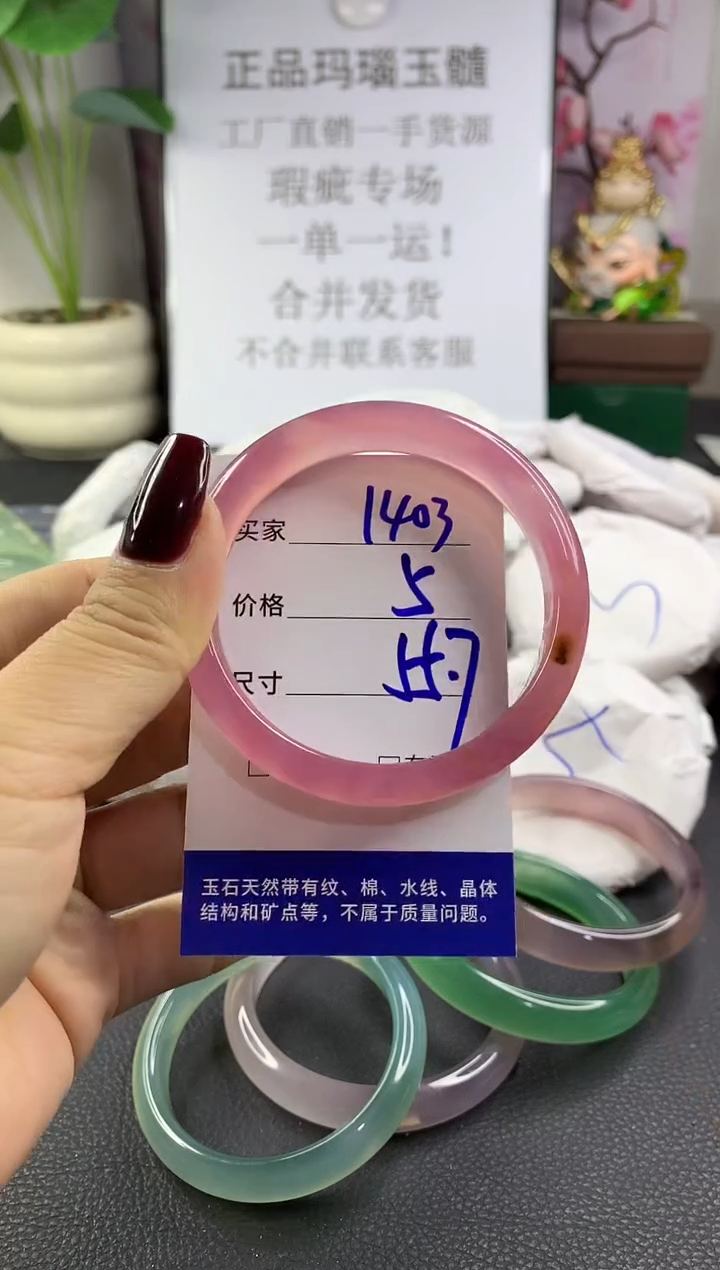 正品玛瑙玉髓
工厂直销一手货源
瑕疵专场
一单一运！
合并发货
不合并联系客服
买家 1403
价格 5
尺寸
玉石天然带有纹、棉、水线、晶体
结构和矿点等，不属于质量问题。